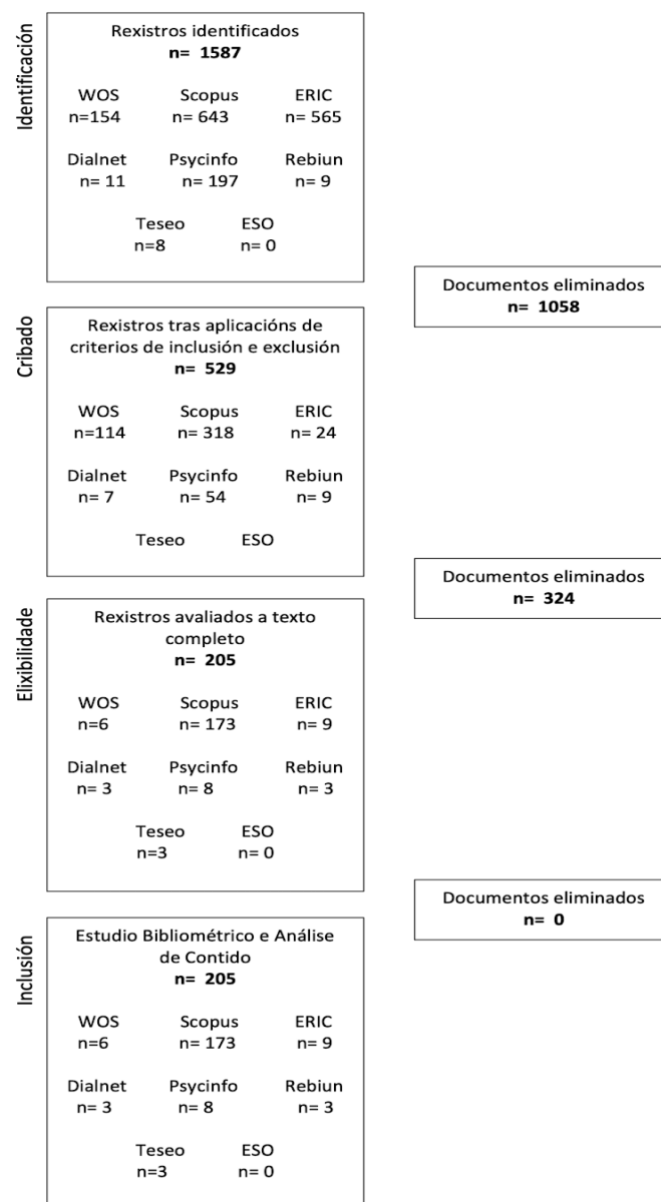 Identificación
Rexistros identificados
n= 1587
WOS Scopus ERIC
n=154 n= 643 n= 565
Dialnet Psycinfo Rebiun
n= 11 n= 197 n= 9
Teseo ESO
n=8 n= 0
Documentos eliminados
n= 1058
Cribado
Rexistros tras aplicacións de
criterios de inclusión e exclusión
n= 529
WOS Scopus ERIC
n=114 n= 318 n= 24
Dialnet Psycinfo Rebiun
n= 7 n= 54 n= 9
Teseo ESO
Documentos eliminados
n= 324
Elixibilidade
Rexistros avaliados a texto
completo
n= 205
WOS Scopus ERIC
n=6 n= 173 n= 9
Dialnet Psycinfo Rebiun
n= 3 n= 8 n= 3
Teseo ESO
n=3 n= 0
Documentos eliminados
n= 0
Inclusión
Estudio Bibliométrico e Análise
de Contido
n= 205
WOS Scopus ERIC
n=6 n= 173 n= 9
Dialnet Psycinfo Rebiun
n= 3 n= 8 n= 3
Teseo ESO
n=3 n= 0